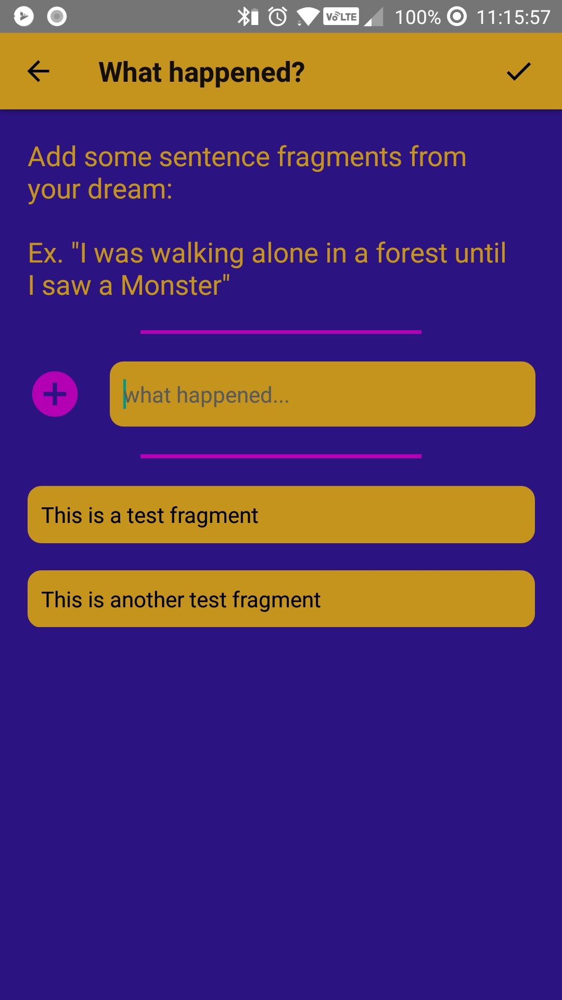 VoLTE 100% 11:15:57
What happened?
Add some sentence fragments from
your dream:
Ex. "I was walking alone in a forest until
I saw a Monster"
what happened...
This is a test fragment
This is another test fragment